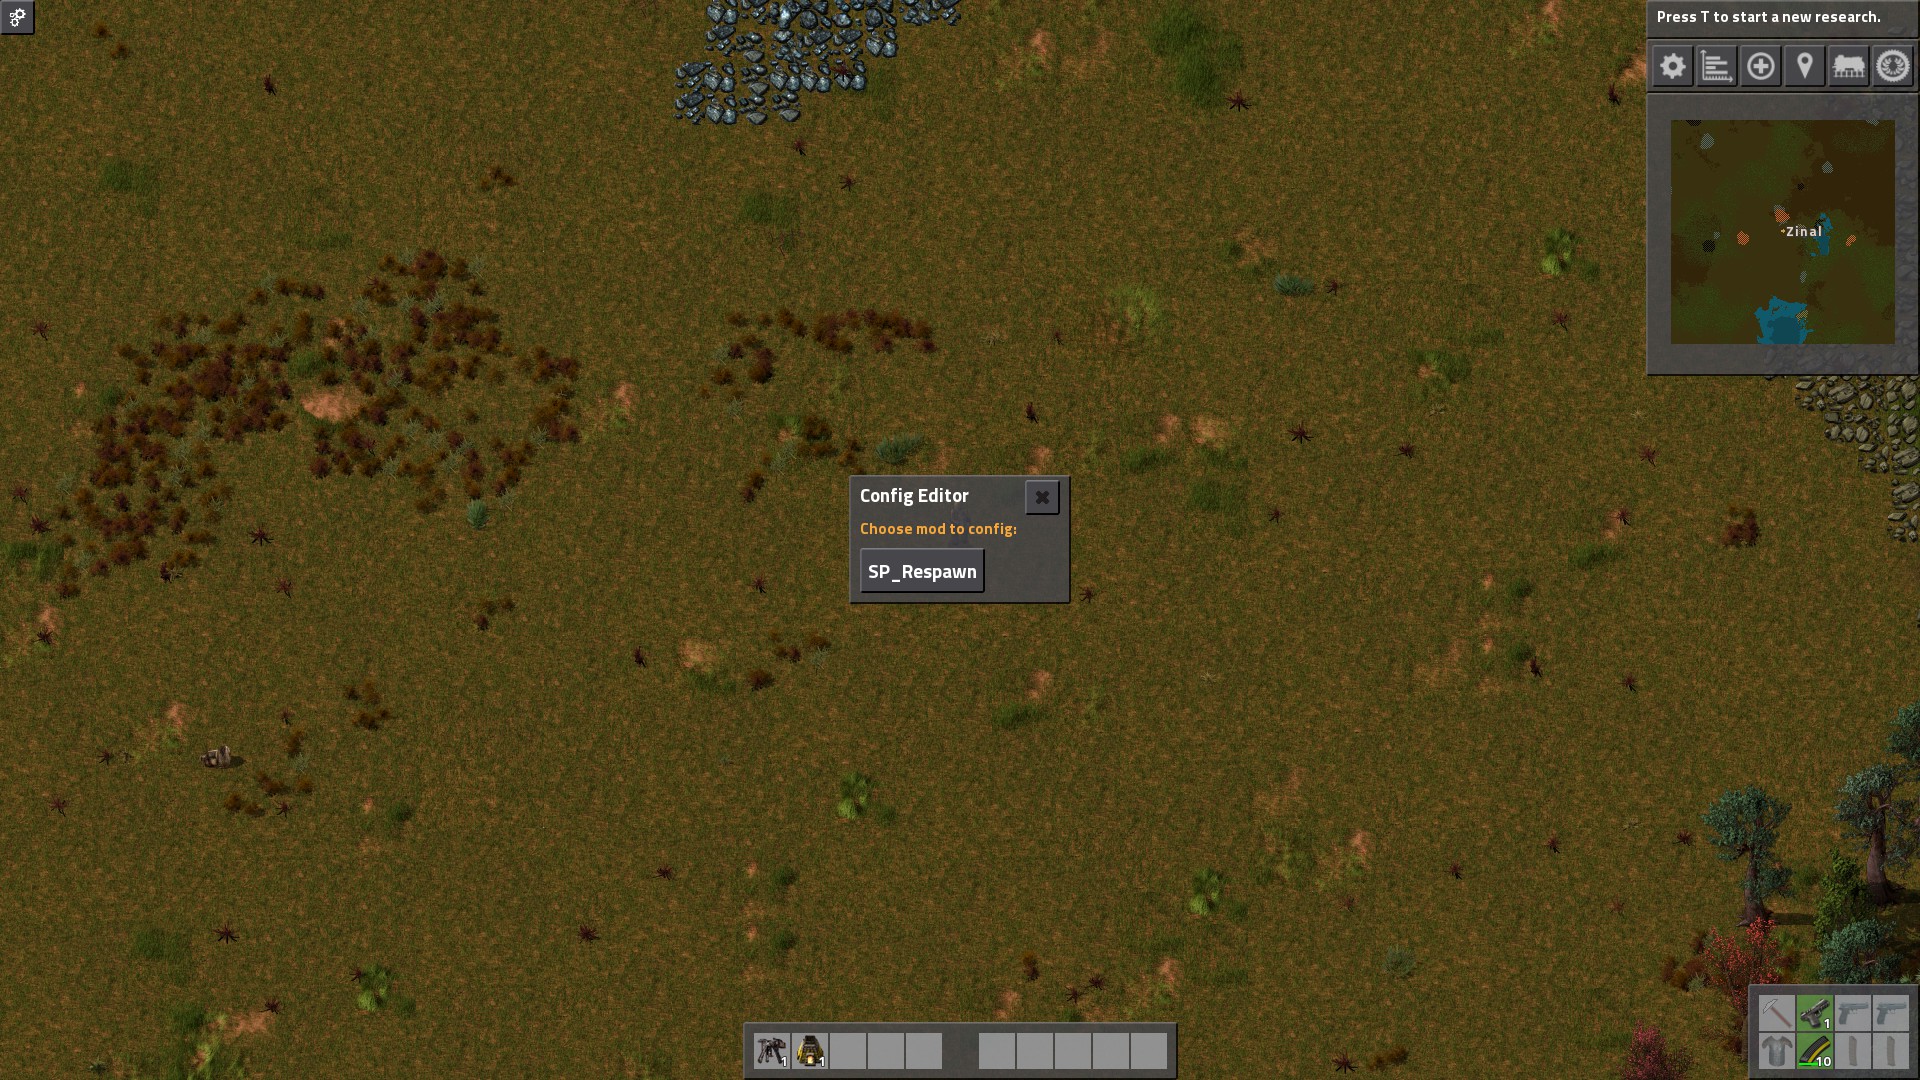 Press T to start a new research.
Zinal
Config Editor
Choose mod to config:
SP_Respawn
1
1
1
10